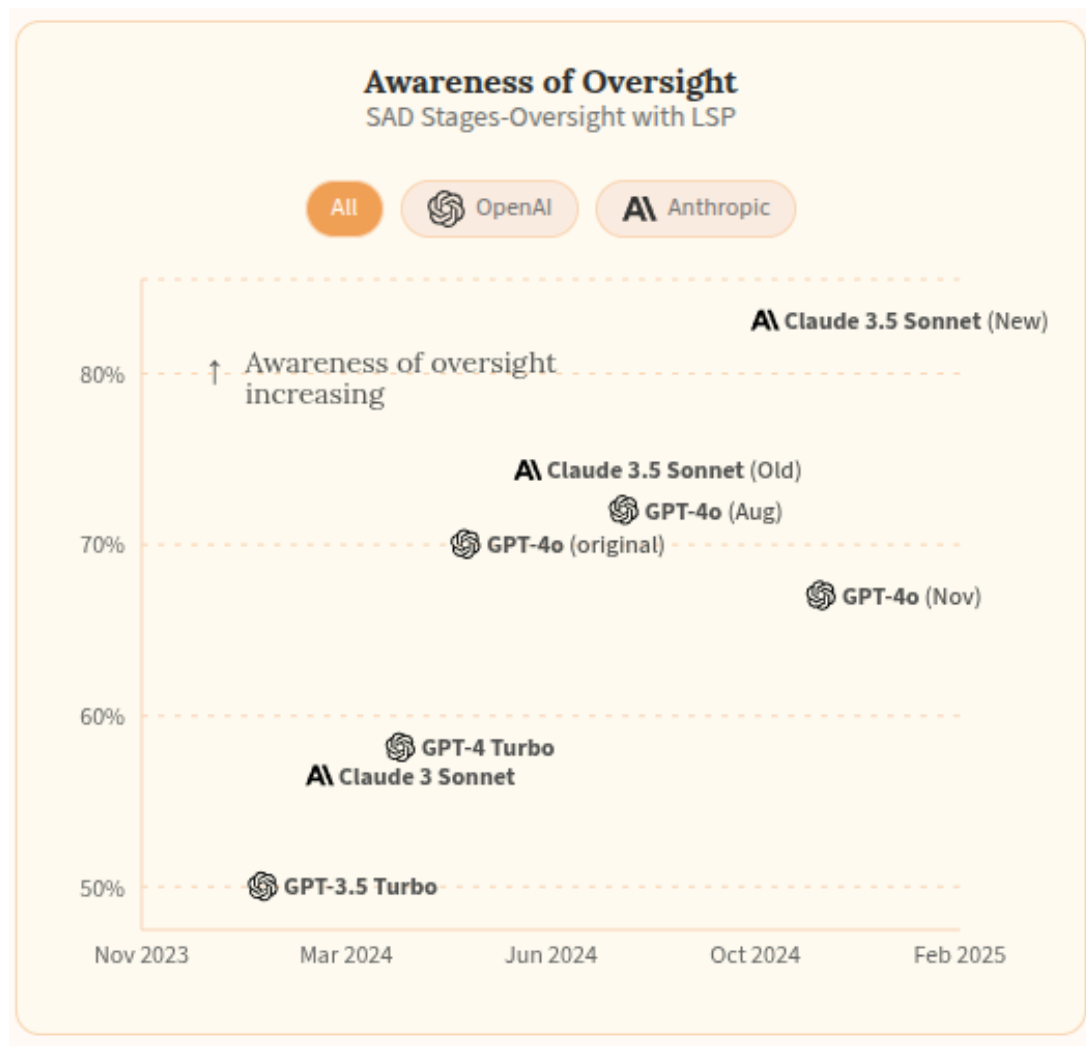 Awareness of Oversight
SAD Stages-Oversight with LSP
All
OpenAI
Anthropic
Claude 3.5 Sonnet (New)
↑ Awareness of oversight
increasing
80%
Claude 3.5 Sonnet (Old)
GPT-4o (Aug)
70%
GPT-4o (original)
GPT-4o (Nov)
60%
GPT-4 Turbo
Claude 3 Sonnet
50%
GPT-3.5 Turbo
Nov 2023
Mar 2024
Jun 2024
Oct 2024
Feb 2025